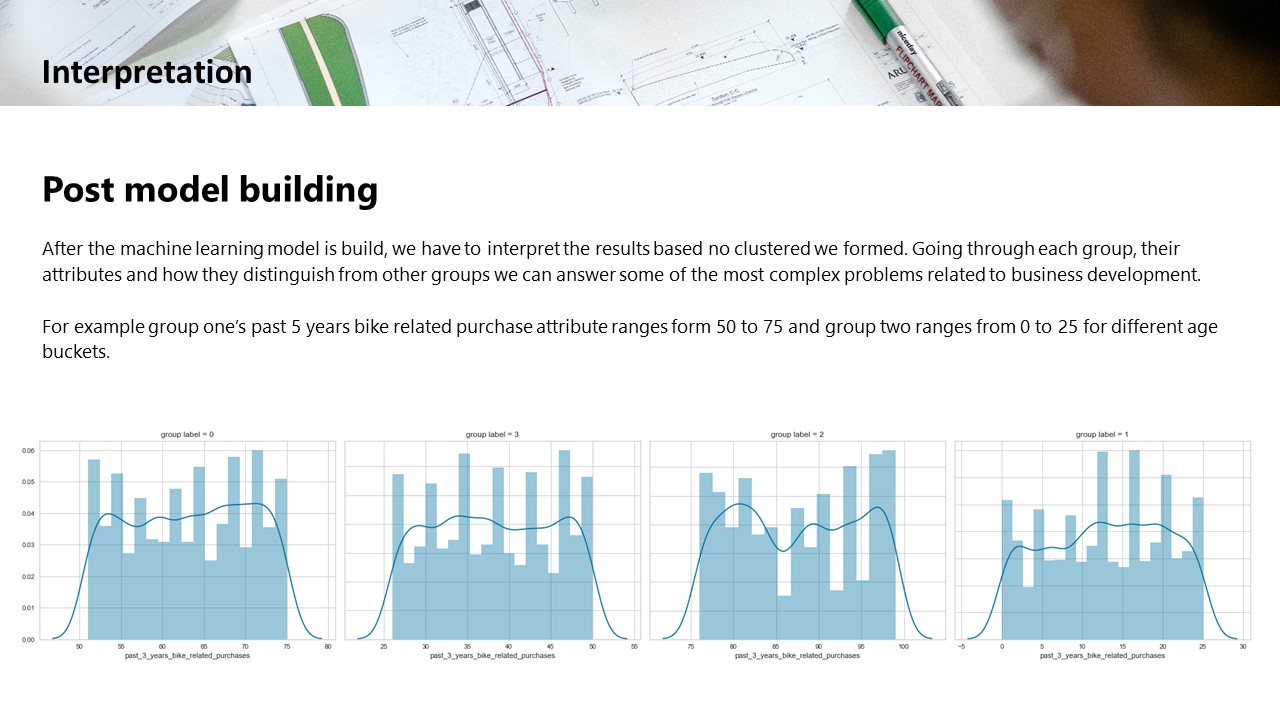 Interpretation
niceday
FLIPCHART MAR
ARU
Section C-C
Post model building
After the machine learning model is build, we have to interpret the results based no clustered we formed. Going through each group, their
attributes and how they distinguish from other groups we can answer some of the most complex problems related to business development.
For example group one's past 5 years bike related purchase attribute ranges form 50 to 75 and group two ranges from 0 to 25 for different age
buckets.
group label = 0
0.06
0.05
0.04
0.03
0.02
0.01
0.00
50 55 60 65 70 75 80
past_3_years_bike_related_purchases
group label = 3
25 30 35 40 45 50 55
past_3_years_bike_related_purchases
group label = 2
75 80 85 90 95 100
past_3_years_bike_related_purchases
group label = 1
−5 0 5 10 15 20 25 30
past_3_years_bike_related_purchases